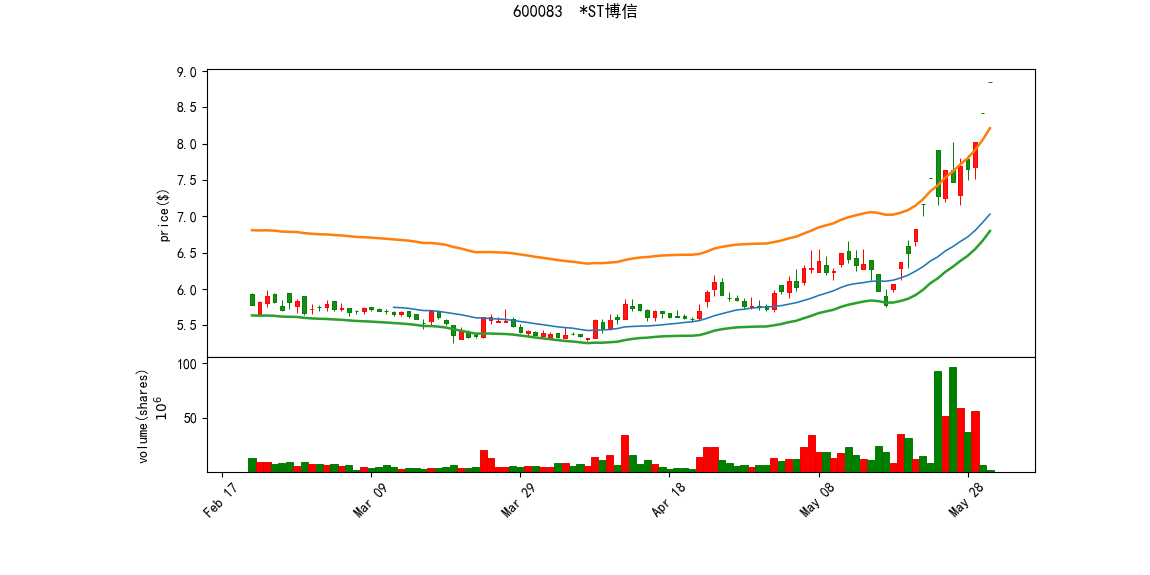 600083  *ST博信
9.0
8.5
8.0
7.5
7.0
6.5
6.0
5.5
price($)
100
50
volume(shares)
10^6
Feb 17
Mar 09
Mar 29
Apr 18
May 08
May 28